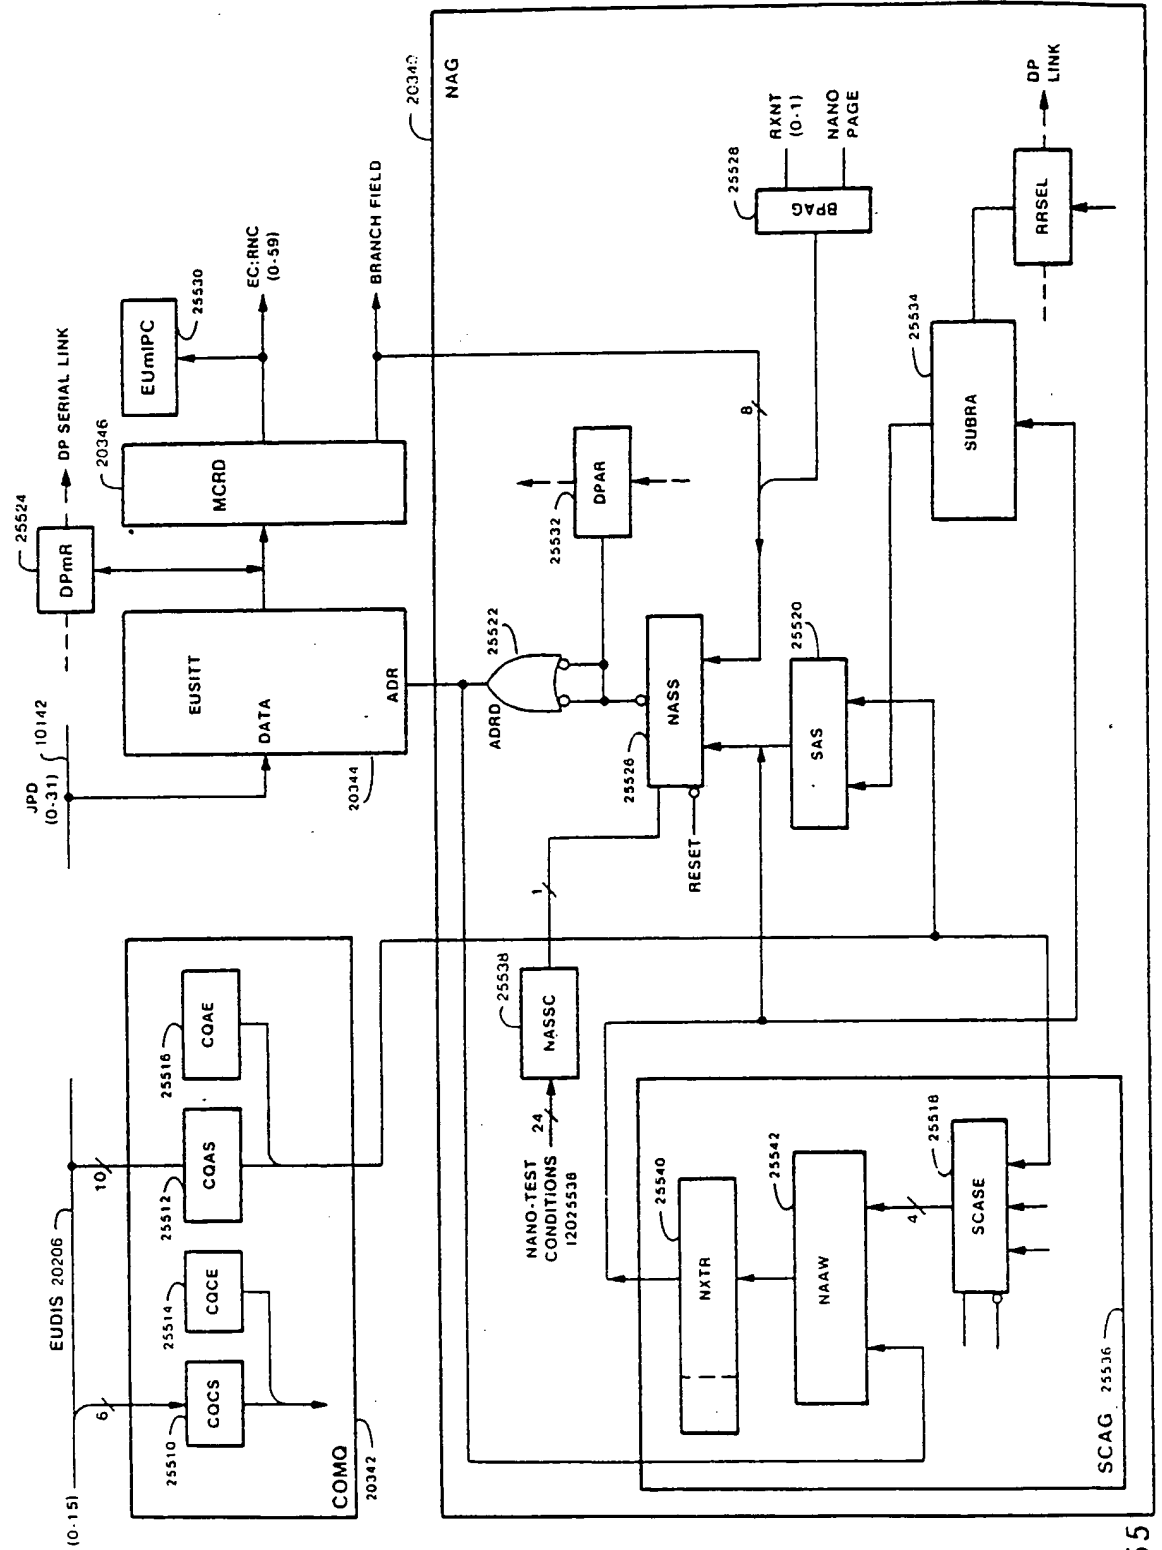 (0-15)
EUDIS 20206
6
10
25510
CQCS
25514
CQCE
25512
CQAS
25516
CQAE
COMQ
20342
JPD
(0-31)
10142
25524
DPmR
DP SERIAL LINK
EUSITT
DATA
ADR
20344
20346
MCRD
EUmIPC
25530
EC:RNC
(0-59)
BRANCH FIELD
NAG
ADRD
25522
25532
DPAR
25528
BPAG
RXNT
(0-1)
NANO
PAGE
8
NANO-TEST
CONDITIONS
12025538
24
25538
NASSC
1
25526
NASS
RESET
25520
SAS
25534
SUBRA
RRSEL
DP
LINK
25540
NXTR
25542
NAAW
4
25518
SCASE
SCAG
25536